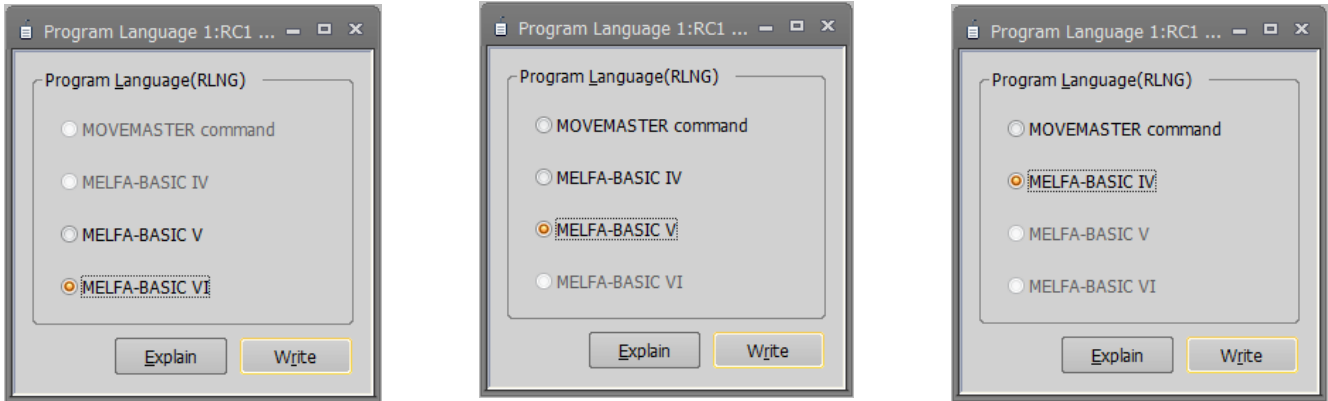 Program Language 1:RC1 ...
Program Language(RLNG)
MOVEMASTER command
MELFA-BASIC IV
MELFA-BASIC V
MELFA-BASIC VI
Explain
Write
Program Language 1:RC1 ...
Program Language(RLNG)
MOVEMASTER command
MELFA-BASIC IV
MELFA-BASIC V
MELFA-BASIC VI
Explain
Write
Program Language 1:RC1 ...
Program Language(RLNG)
MOVEMASTER command
MELFA-BASIC IV
MELFA-BASIC V
MELFA-BASIC VI
Explain
Write